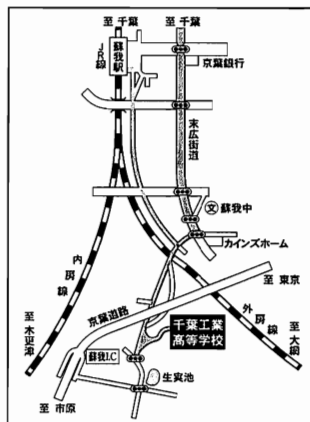 至 千葉
至 千葉
JR線
蘇我駅
京葉銀行
末広街道
文 蘇我中
カインズホーム
内房線
京葉道路
至 東京
外房線
至 木更津
千葉工業
高等学校
至 大網
蘇我I.C
生実池
至 市原